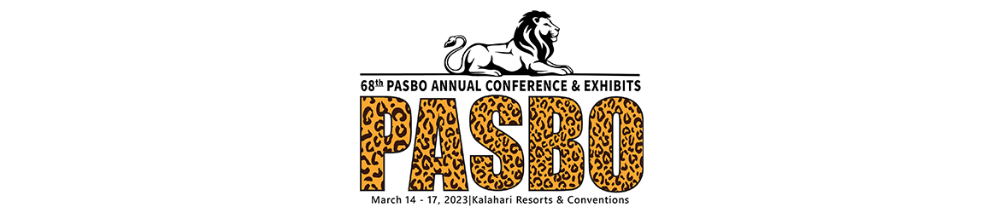 68th PASBO ANNUAL CONFERENCE & EXHIBITS
PASBO
March 14 - 17, 2023|Kalahari Resorts & Conventions